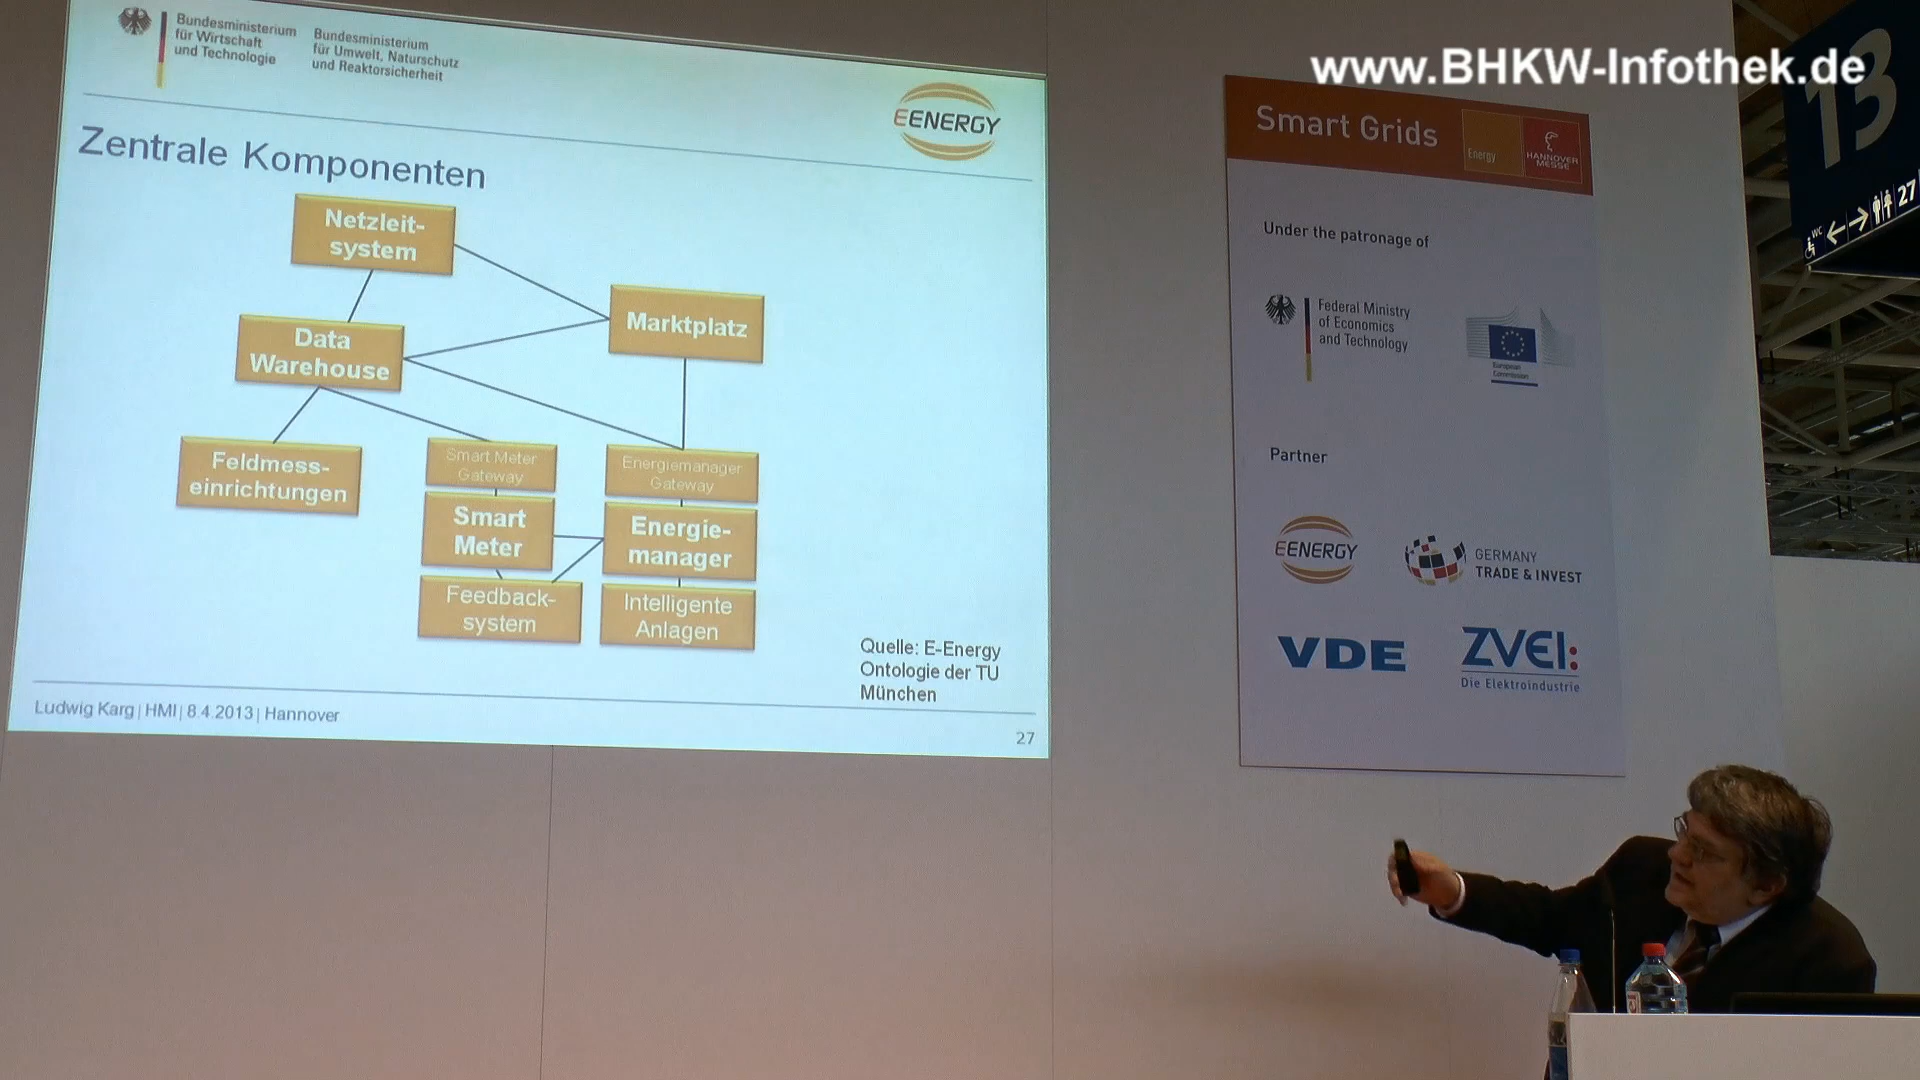 www.BHKW-Infothek.de
Bundesministerium
für Wirtschaft
und Technologie
Bundesministerium
für Umwelt, Naturschutz
und Reaktorsicherheit
EENERGY
Zentrale Komponenten
Netzleit-
system
Marktplatz
Data
Warehouse
Feldmess-
einrichtungen
Smart Meter
Gateway
Energiemanager
Gateway
Smart
Meter
Energie-
manager
Feedback-
system
Intelligente
Anlagen
Quelle: E-Energy
Ontologie der TU
München
Ludwig Karg | HMI | 8.4.2013 | Hannover
27
Smart Grids
Energy
HANNOVER
MESSE
Under the patronage of
Federal Ministry
of Economics
and Technology
European
Commission
Partner
EENERGY
GERMANY
TRADE & INVEST
VDE
ZVEI:
Die Elektroindustrie
13
WC
27